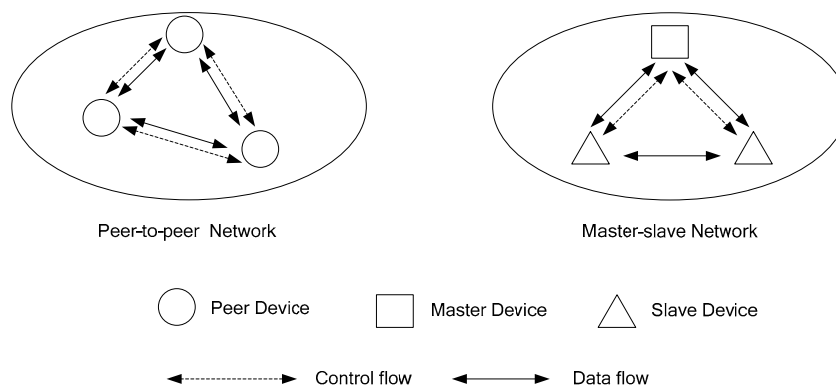 Peer-to-peer Network
Master-slave Network
Peer Device
Master Device
Slave Device
Control flow
Data flow